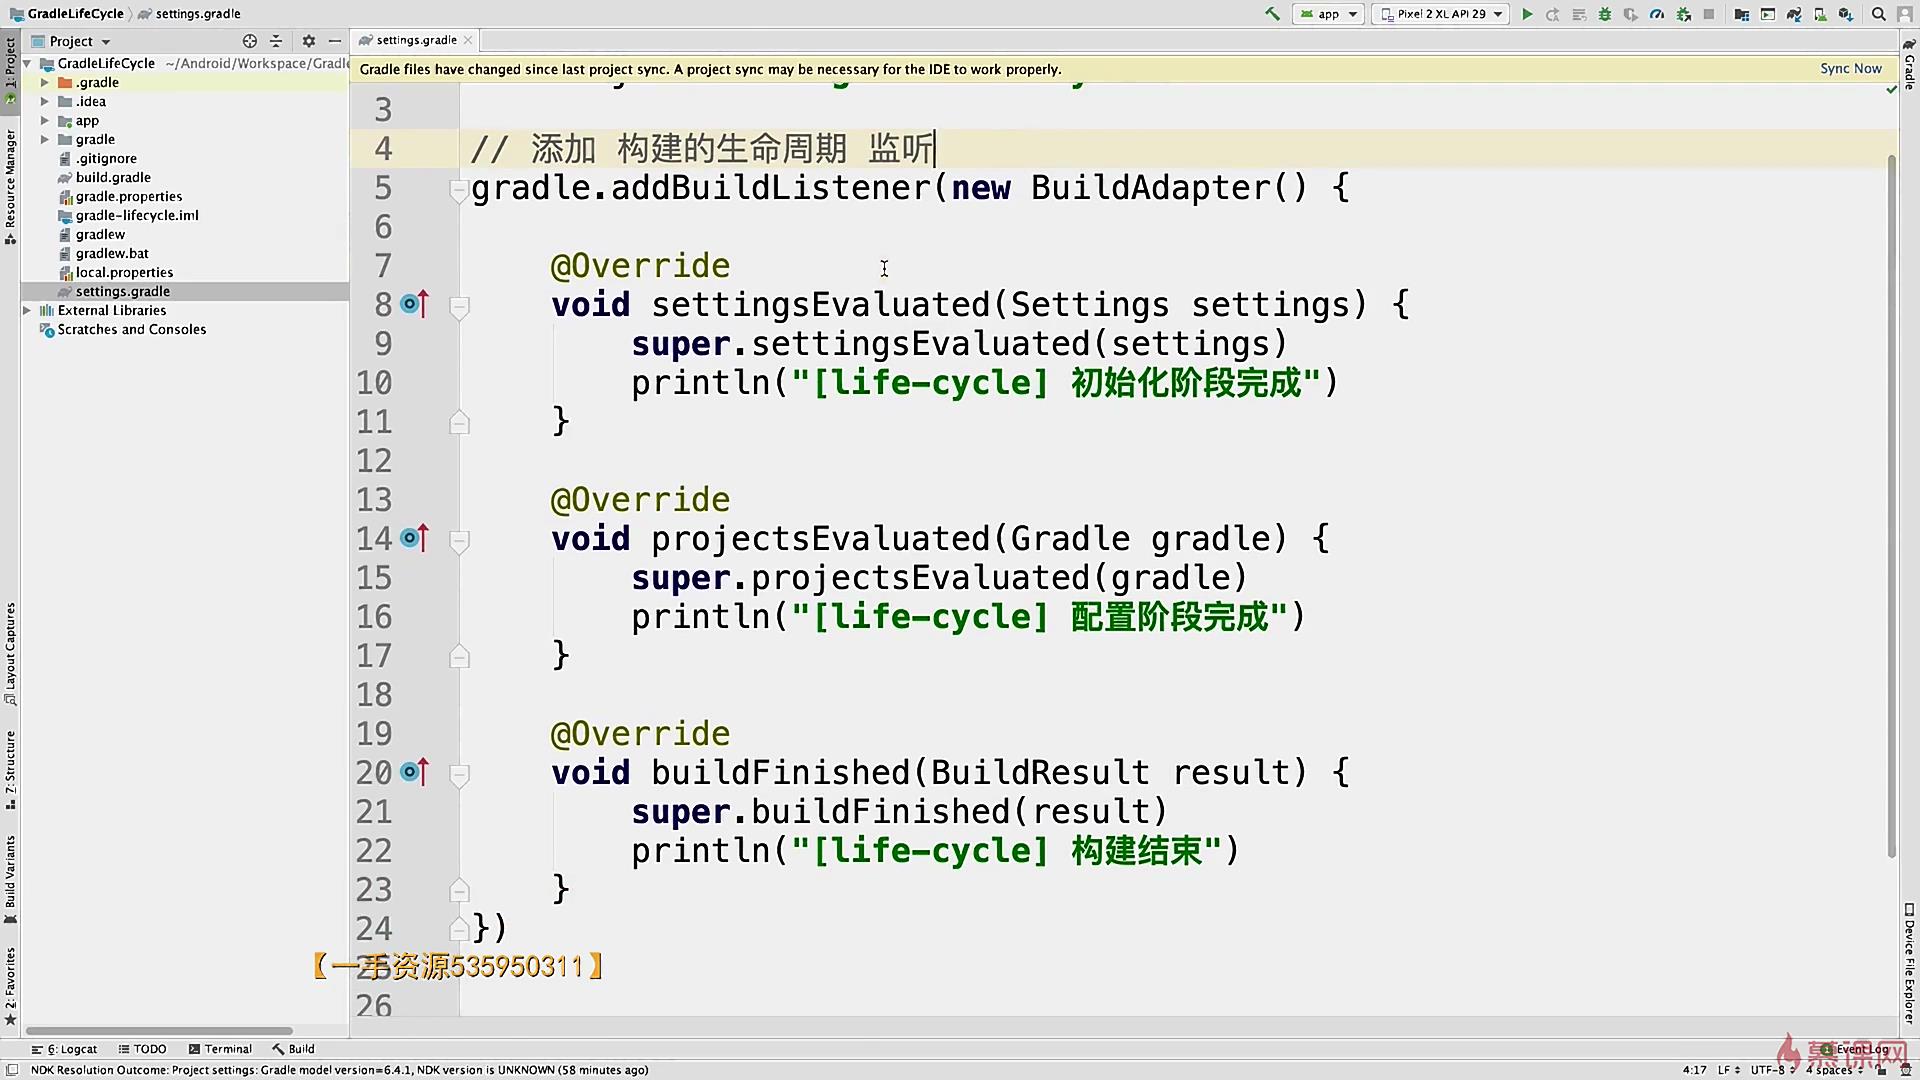 GradleLifeCycle
settings.gradle
app
Pixel 2 XL API 29
Project
settings.gradle
Gradle files have changed since last project sync. A project sync may be necessary for the IDE to work properly.
Sync Now
GradleLifeCycle ~/Android/Workspace/Gradle
.gradle
.idea
app
gradle
.gitignore
build.gradle
gradle.properties
gradle-lifecycle.iml
gradlew
gradlew.bat
local.properties
settings.gradle
External Libraries
Scratches and Consoles
1: Project
Resource Manager
Layout Captures
7: Structure
Build Variants
2: Favorites
Gradle
Device File Explorer
3
4 // 添加 构建的生命周期 监听
5 gradle.addBuildListener(new BuildAdapter() {
6
7 @Override
8 void settingsEvaluated(Settings settings) {
9 super.settingsEvaluated(settings)
10 println("[life-cycle] 初始化阶段完成")
11 }
12
13 @Override
14 void projectsEvaluated(Gradle gradle) {
15 super.projectsEvaluated(gradle)
16 println("[life-cycle] 配置阶段完成")
17 }
18
19 @Override
20 void buildFinished(BuildResult result) {
21 super.buildFinished(result)
22 println("[life-cycle] 构建结束")
23 }
24 })
25
【一手资源535950311】
26
6: Logcat
TODO
Terminal
Build
Event Log
慕课网
NDK Resolution Outcome: Project settings: Gradle model version=6.4.1, NDK version is UNKNOWN (58 minutes ago)
4:17 LF UTF-8 4 spaces